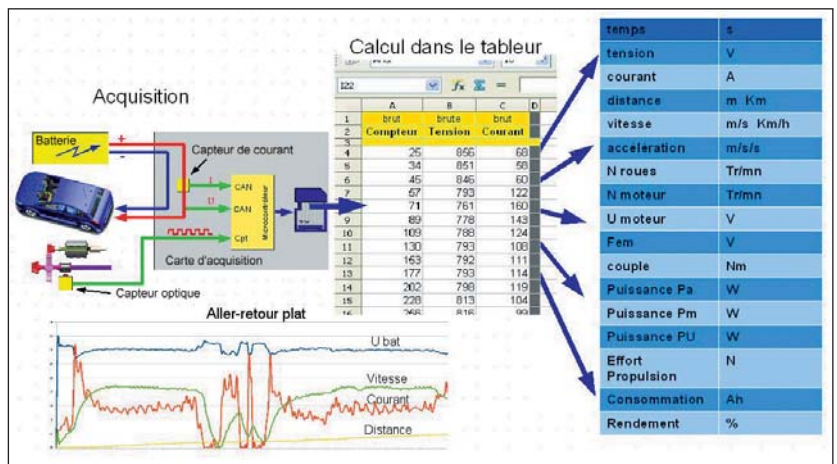 Acquisition
Batterie
+
-
Capteur de courant
I
U
CAN
CAN
Cpt
Microcontrôleur
Carte d'acquisition
Capteur optique
Calcul dans le tableur
I22
A B C D
1 brut brute brut
2 Compteur Tension Courant
3
4 25 856 68
5 34 851 58
6 45 846 60
7 57 793 122
8 71 761 160
9 89 778 143
10 109 788 124
11 130 793 108
12 153 792 111
13 177 793 114
14 202 798 119
15 228 813 104
16 256 816 99
temps s
tension V
courant A
distance m Km
vitesse m/s Km/h
accélération m/s/s
N roues Tr/mn
N moteur Tr/mn
U moteur V
Fem V
couple Nm
Puissance Pa W
Puissance Pm W
Puissance PU W
Effort
Propulsion N
Consommation Ah
Rendement %
Aller-retour plat
U bat
Vitesse
Courant
Distance